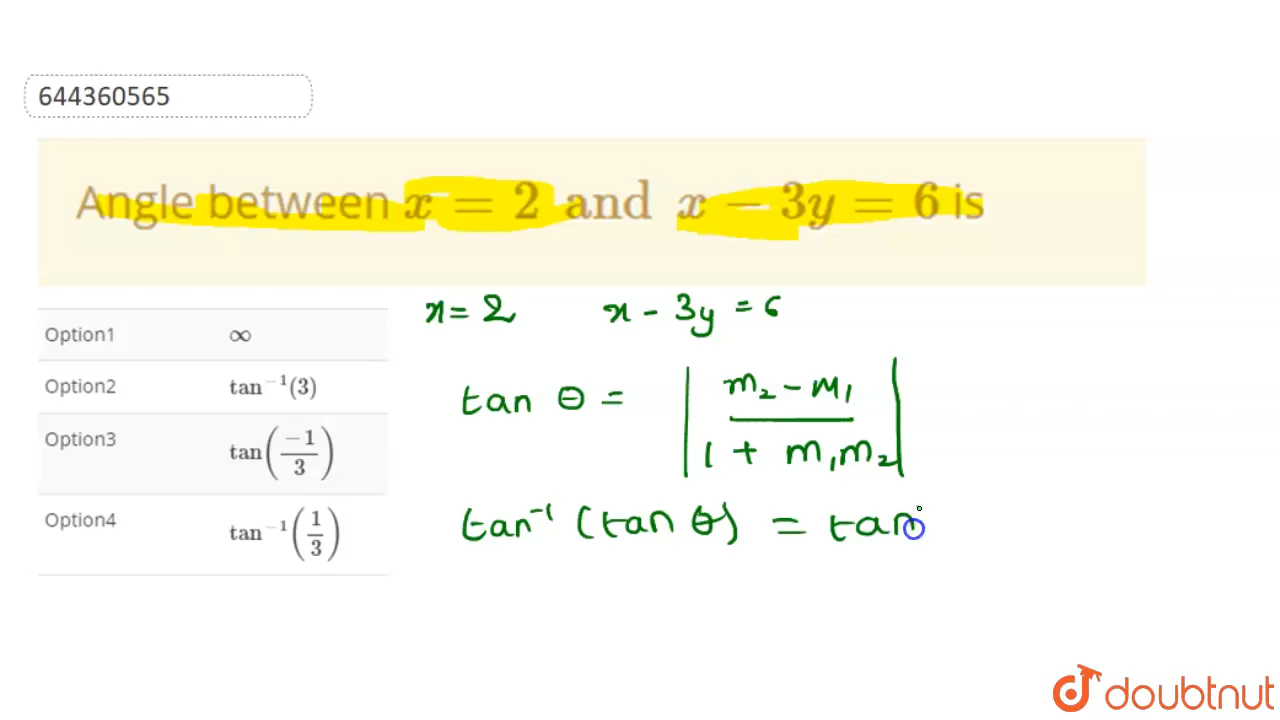 644360565
Angle between x = 2 and x − 3y = 6 is
x = 2 x - 3y = 6
Option1 ∞
Option2 tan⁻¹(3)
Option3 tan(−1/3)
Option4 tan⁻¹(1/3)
tan θ = | m₂ - m₁ / 1 + m₁m₂ |
tan⁻¹ (tan θ) = tan
doubtnut